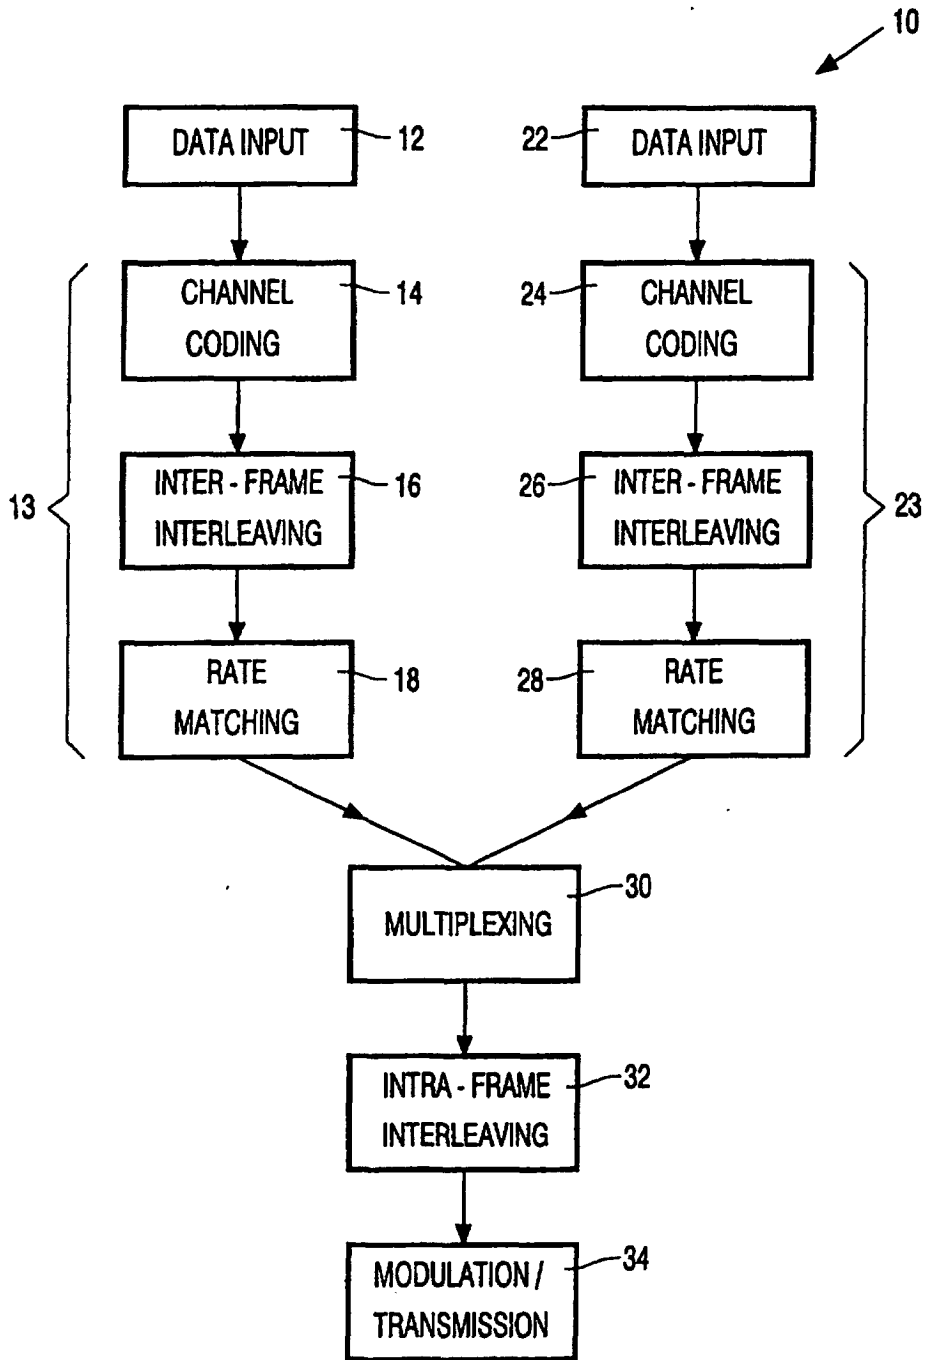 10
DATA INPUT
12
22
DATA INPUT
CHANNEL
CODING
14
24
CHANNEL
CODING
13
INTER - FRAME
INTERLEAVING
16
26
INTER - FRAME
INTERLEAVING
23
RATE
MATCHING
18
28
RATE
MATCHING
MULTIPLEXING
30
INTRA - FRAME
INTERLEAVING
32
MODULATION /
TRANSMISSION
34